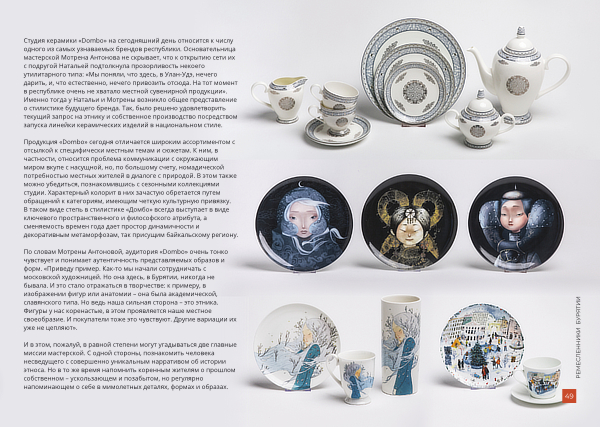 Студия керамики «Dombo» на сегодняшний день относится к числу
одного из самых узнаваемых брендов республики. Основательница
мастерской Мотрена Антонова не скрывает, что к открытию сети их
с подругой Натальей подтолкнула прозорливость некоего
утилитарного типа: «Мы поняли, что здесь, в Улан-Удэ, нечего
дарить, и, что естественно, нечего привозить отсюда. На тот момент
в республике очень не хватало местной сувенирной продукции».
Именно тогда у Натальи и Мотрены возникло общее представление
о стилистике будущего бренда. Так, было решено удовлетворить
текущий запрос на этнику и собственное производство посредством
запуска линейки керамических изделий в национальном стиле.
Продукция «Dombo» сегодня отличается широким ассортиментом с
отсылкой к специфически местным темам и сюжетам. К ним, в
частности, относится проблема коммуникации с окружающим
миром вкупе с насущной, но, по большому счету, номадической
потребностью местных жителей в диалоге с природой. В этом также
можно убедиться, познакомившись с сезонными коллекциями
студии. Характерный колорит в них зачастую обретается путем
обращений к категориям, имеющим четкую культурную привязку.
В таком виде степь в стилистике «Домбо» всегда выступает в виде
ключевого пространственного и философского атрибута, а
сменяемость времен года дает простор динамичности и
декоративным метаморфозам, так присущим байкальскому региону.
По словам Мотрены Антоновой, аудитория «Dombo» очень тонко
чувствует и понимает аутентичность представляемых образов и
форм. «Приведу пример. Как-то мы начали сотрудничать с
московской художницей. Но она здесь, в Бурятии, никогда не
бывала. И это стало отражаться в творчестве: к примеру, в
изображении фигур или анатомии – она была академической,
славянского типа. Но ведь наша сильная сторона – это этника.
Фигуры у нас коренастые, в этом проявляется наше местное
своеобразие. И покупатели тоже это чувствуют. Другие вариации их
уже не цепляют».
И в этом, пожалуй, в равной степени могут угадываться две главные
миссии мастерской. С одной стороны, познакомить человека
несведущего с совершенно уникальным нарративом об истории
этноса. Но в то же время напомнить коренным жителям о прошлом
собственном – ускользающем и позабытом, но регулярно
напоминающем о себе в мимолетных деталях, формах и образах.
РЕМЕСЛЕННИКИ БУРЯТИИ
49